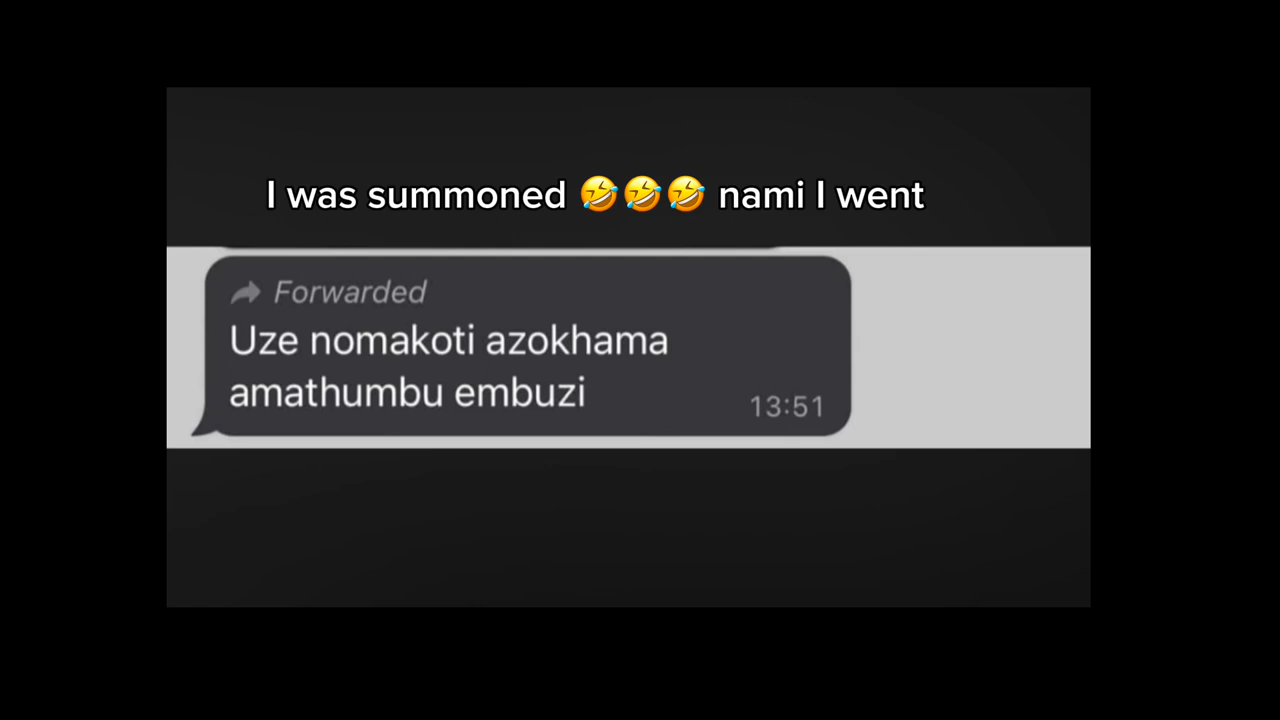 I was summoned 🤣🤣🤣 nami I went
Forwarded
Uze nomakoti azokhama
amathumbu embuzi
13:51